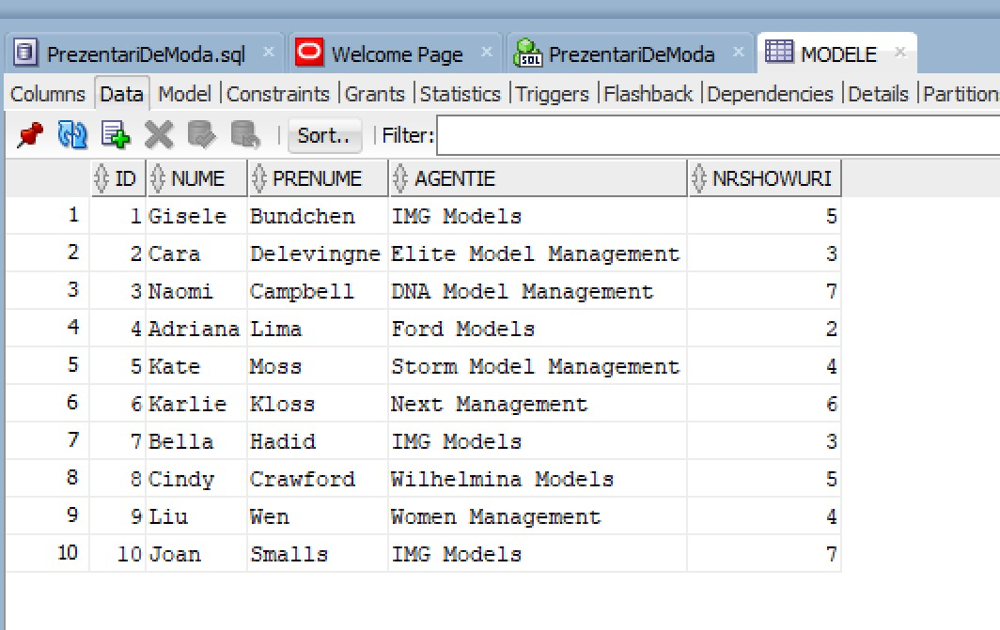 PrezentariDeModa.sql Welcome Page PrezentariDeModa MODELE
Columns Data Model Constraints Grants Statistics Triggers Flashback Dependencies Details Partition
Sort.. Filter:
ID NUME PRENUME AGENTIE NRSHOWURI
1 1 Gisele Bundchen IMG Models 5
2 2 Cara Delevingne Elite Model Management 3
3 3 Naomi Campbell DNA Model Management 7
4 4 Adriana Lima Ford Models 2
5 5 Kate Moss Storm Model Management 4
6 6 Karlie Kloss Next Management 6
7 7 Bella Hadid IMG Models 3
8 8 Cindy Crawford Wilhelmina Models 5
9 9 Liu Wen Women Management 4
10 10 Joan Smalls IMG Models 7